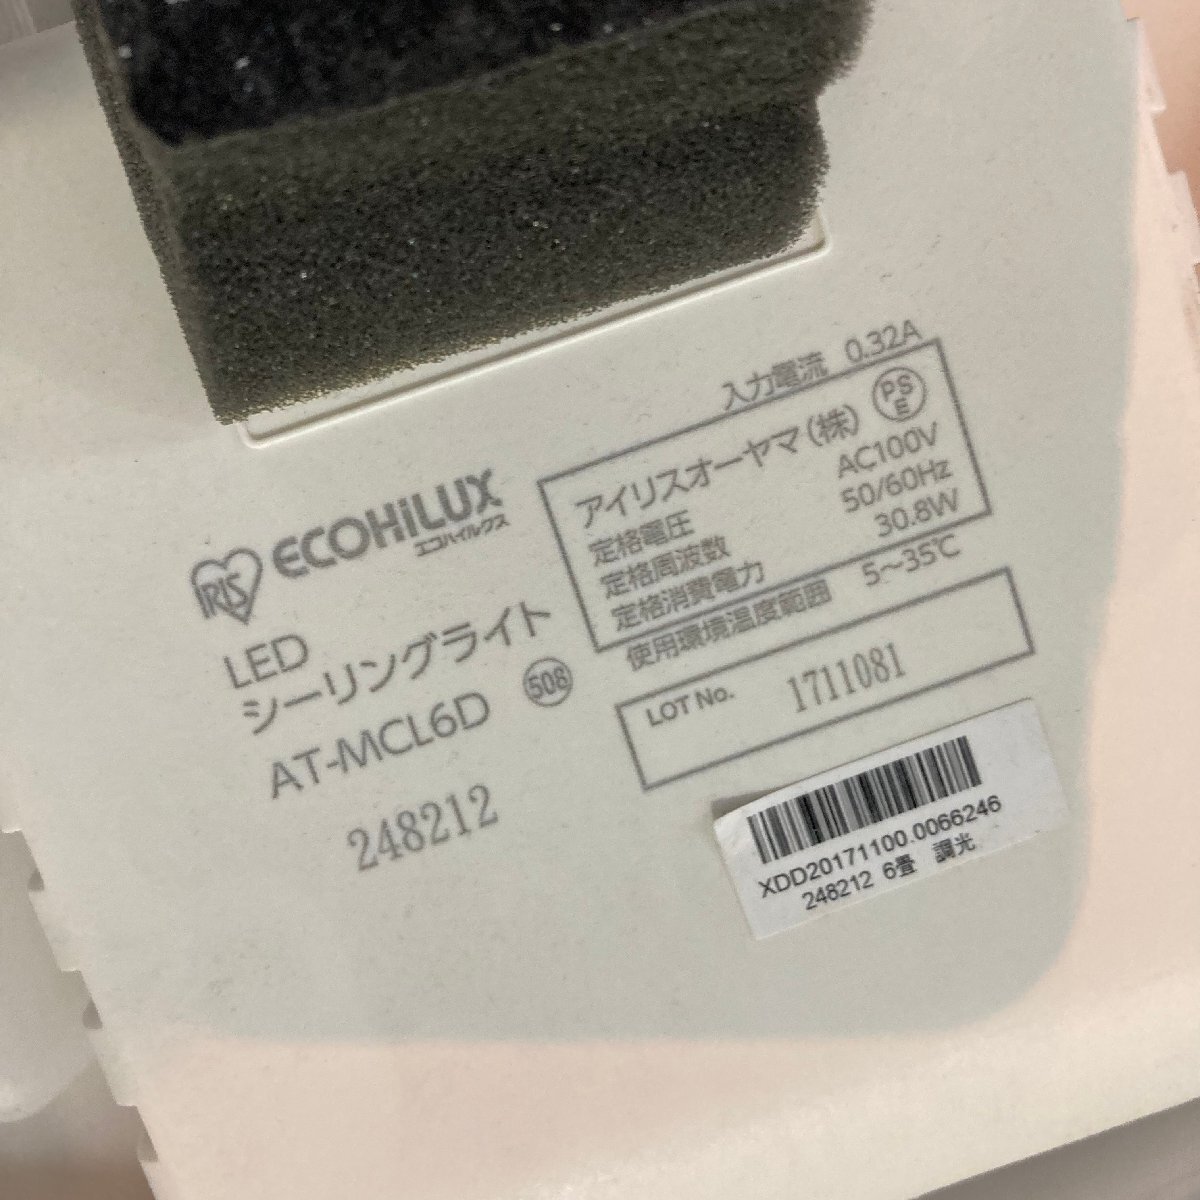 入力電流 0.32A
アイリスオーヤマ(株) PSE
定格電圧 AC100V
定格周波数 50/60Hz
定格消費電力 30.8W
使用環境温度範囲 5~35℃
LOT No. 1711081
IRIS ECOHiLUX
エコハイルクス
LED
シーリングライト
AT-MCL6D 508
248212
XDD20171100.0066246
248212 6畳 調光